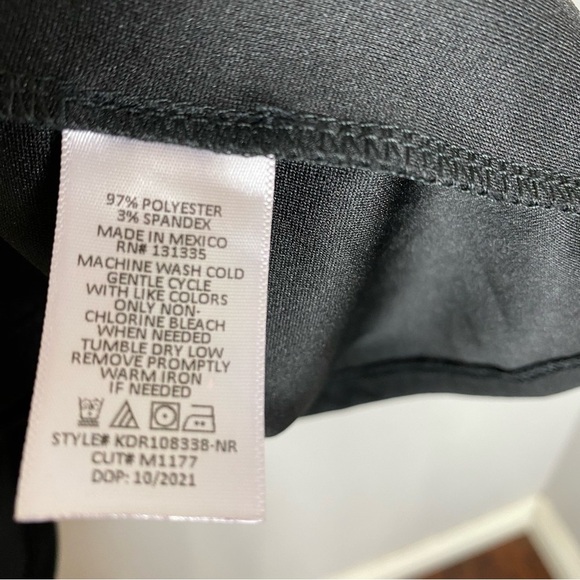 97% POLYESTER
3% SPANDEX
MADE IN MEXICO
RN# 131335
MACHINE WASH COLD
GENTLE CYCLE
WITH LIKE COLORS
ONLY NON-
CHLORINE BLEACH
WHEN NEEDED
TUMBLE DRY LOW
REMOVE PROMPTLY
WARM IRON
IF NEEDED
STYLE# KDR108338-NR
CUT# M1177
DOP: 10/2021